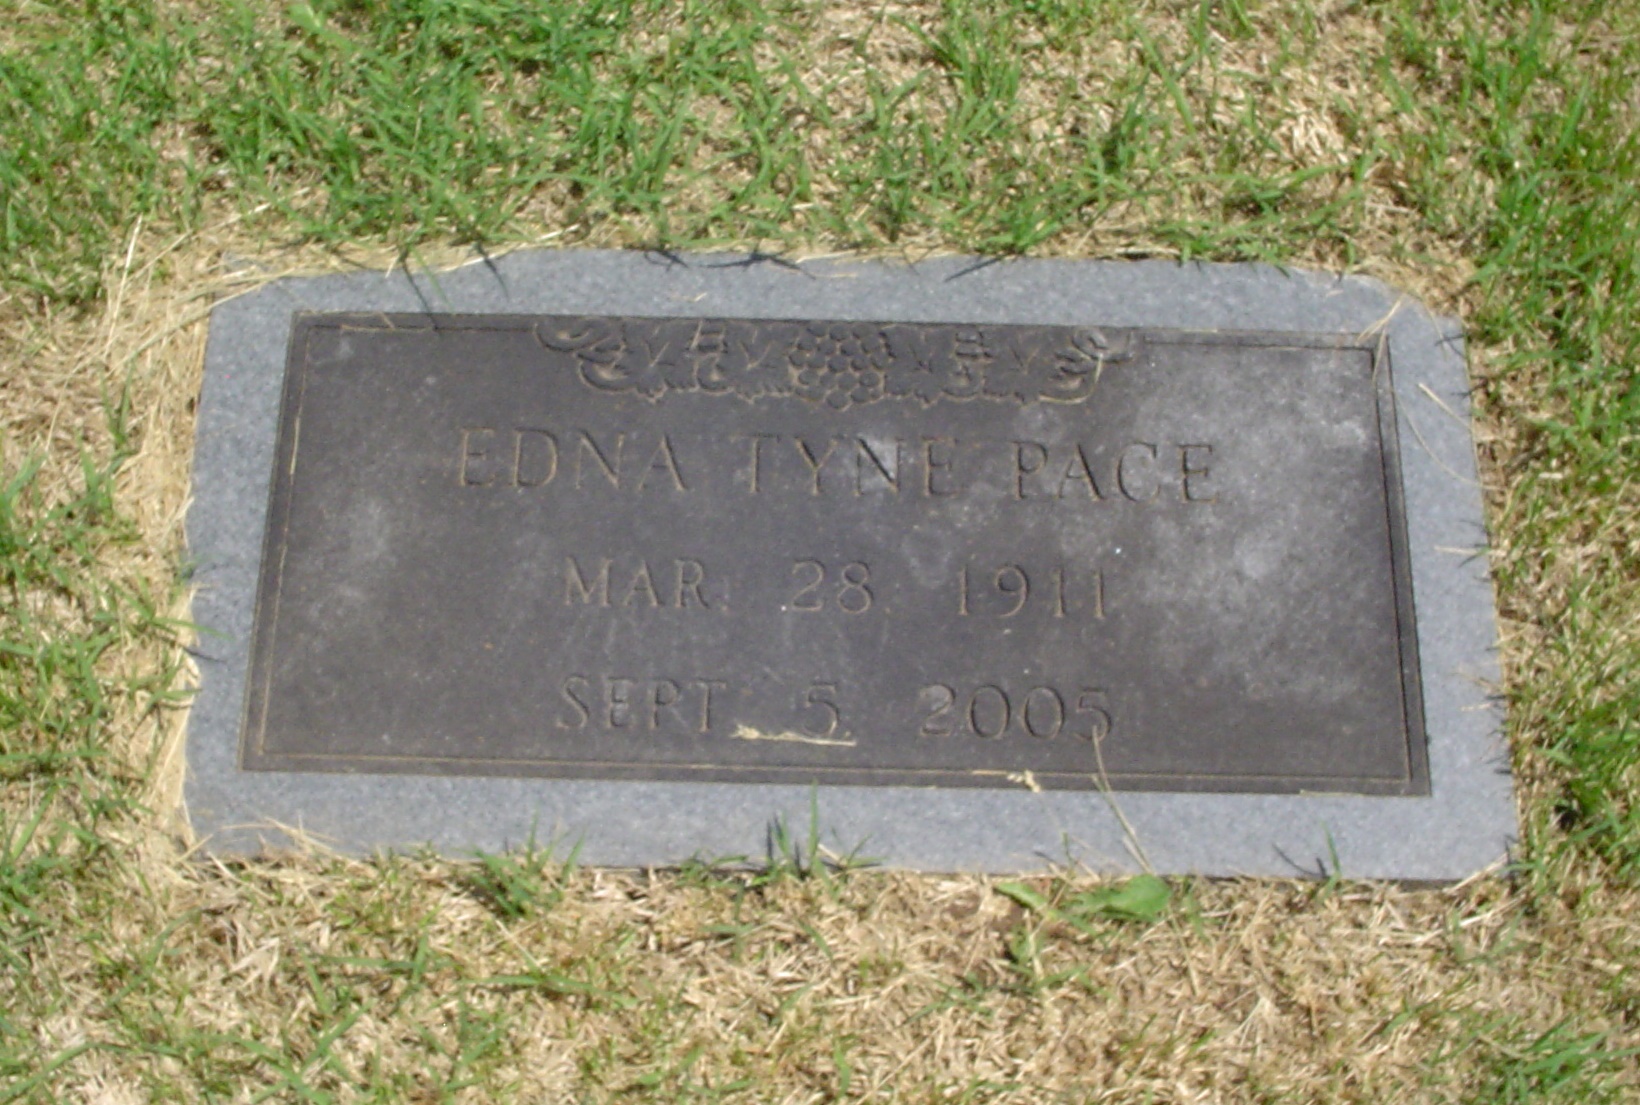 EDNA TYNE PACE
MAR. 28. 1911
SEPT 5. 2005